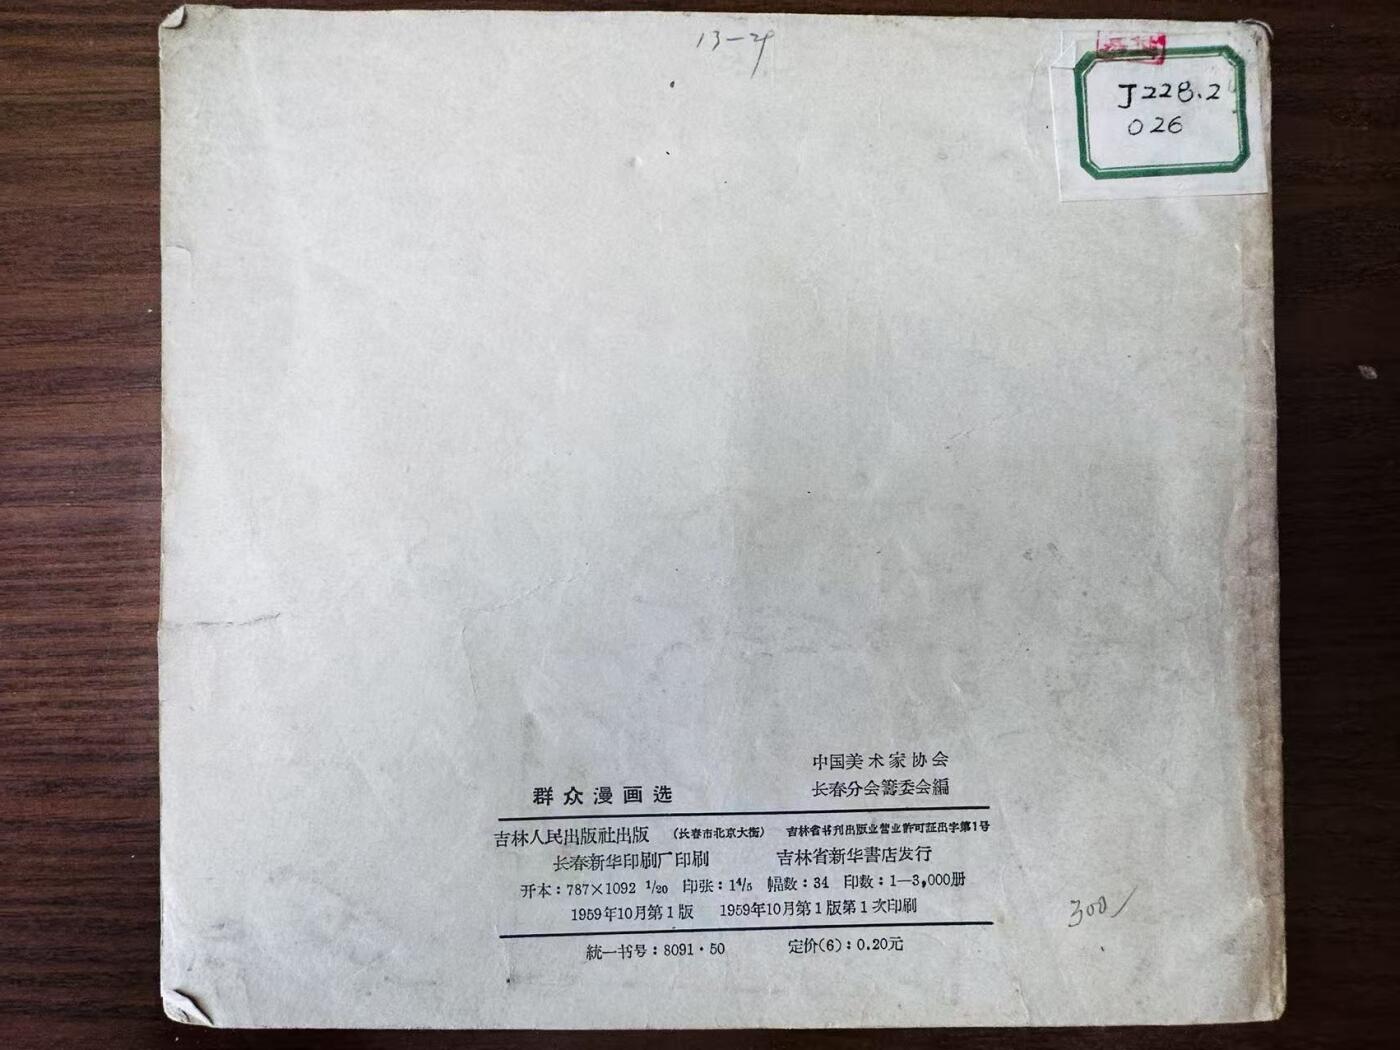 13-29
J228.2
026
中国美术家协会
群众漫画选 长春分会籌委会編
吉林人民出版社出版 (长春市北京大街) 吉林省书刊出版业营业許可証出字第1号
长春新华印刷厂印刷 吉林省新华書店发行
开本:787×1092 1/20 印张:1 4/5 幅数:34 印数:1—3,000册
1959年10月第1版 1959年10月第1版第1次印刷
300/
統一书号:8091·50 定价(6):0.20元